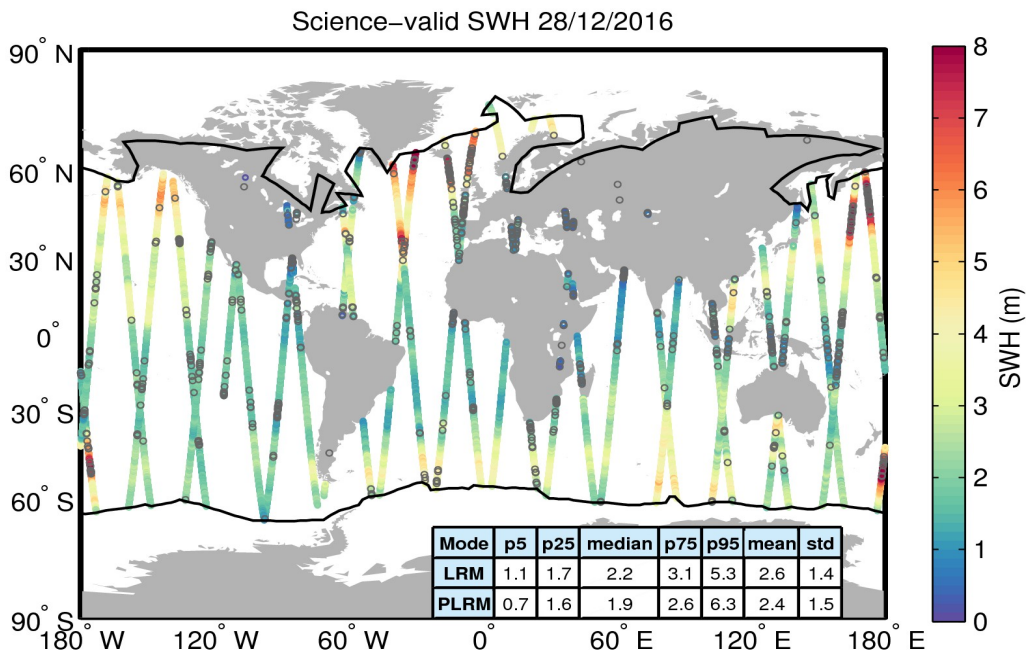 Science−valid SWH 28/12/2016
90° N
60° N
30° N
0°
30° S
60° S
90° S
180° W
120° W
60° W
0°
60° E
120° E
180° E
Mode p5 p25 median p75 p95 mean std
LRM 1.1 1.7 2.2 3.1 5.3 2.6 1.4
PLRM 0.7 1.6 1.9 2.6 6.3 2.4 1.5
8
7
6
5
4
3
2
1
0
SWH (m)